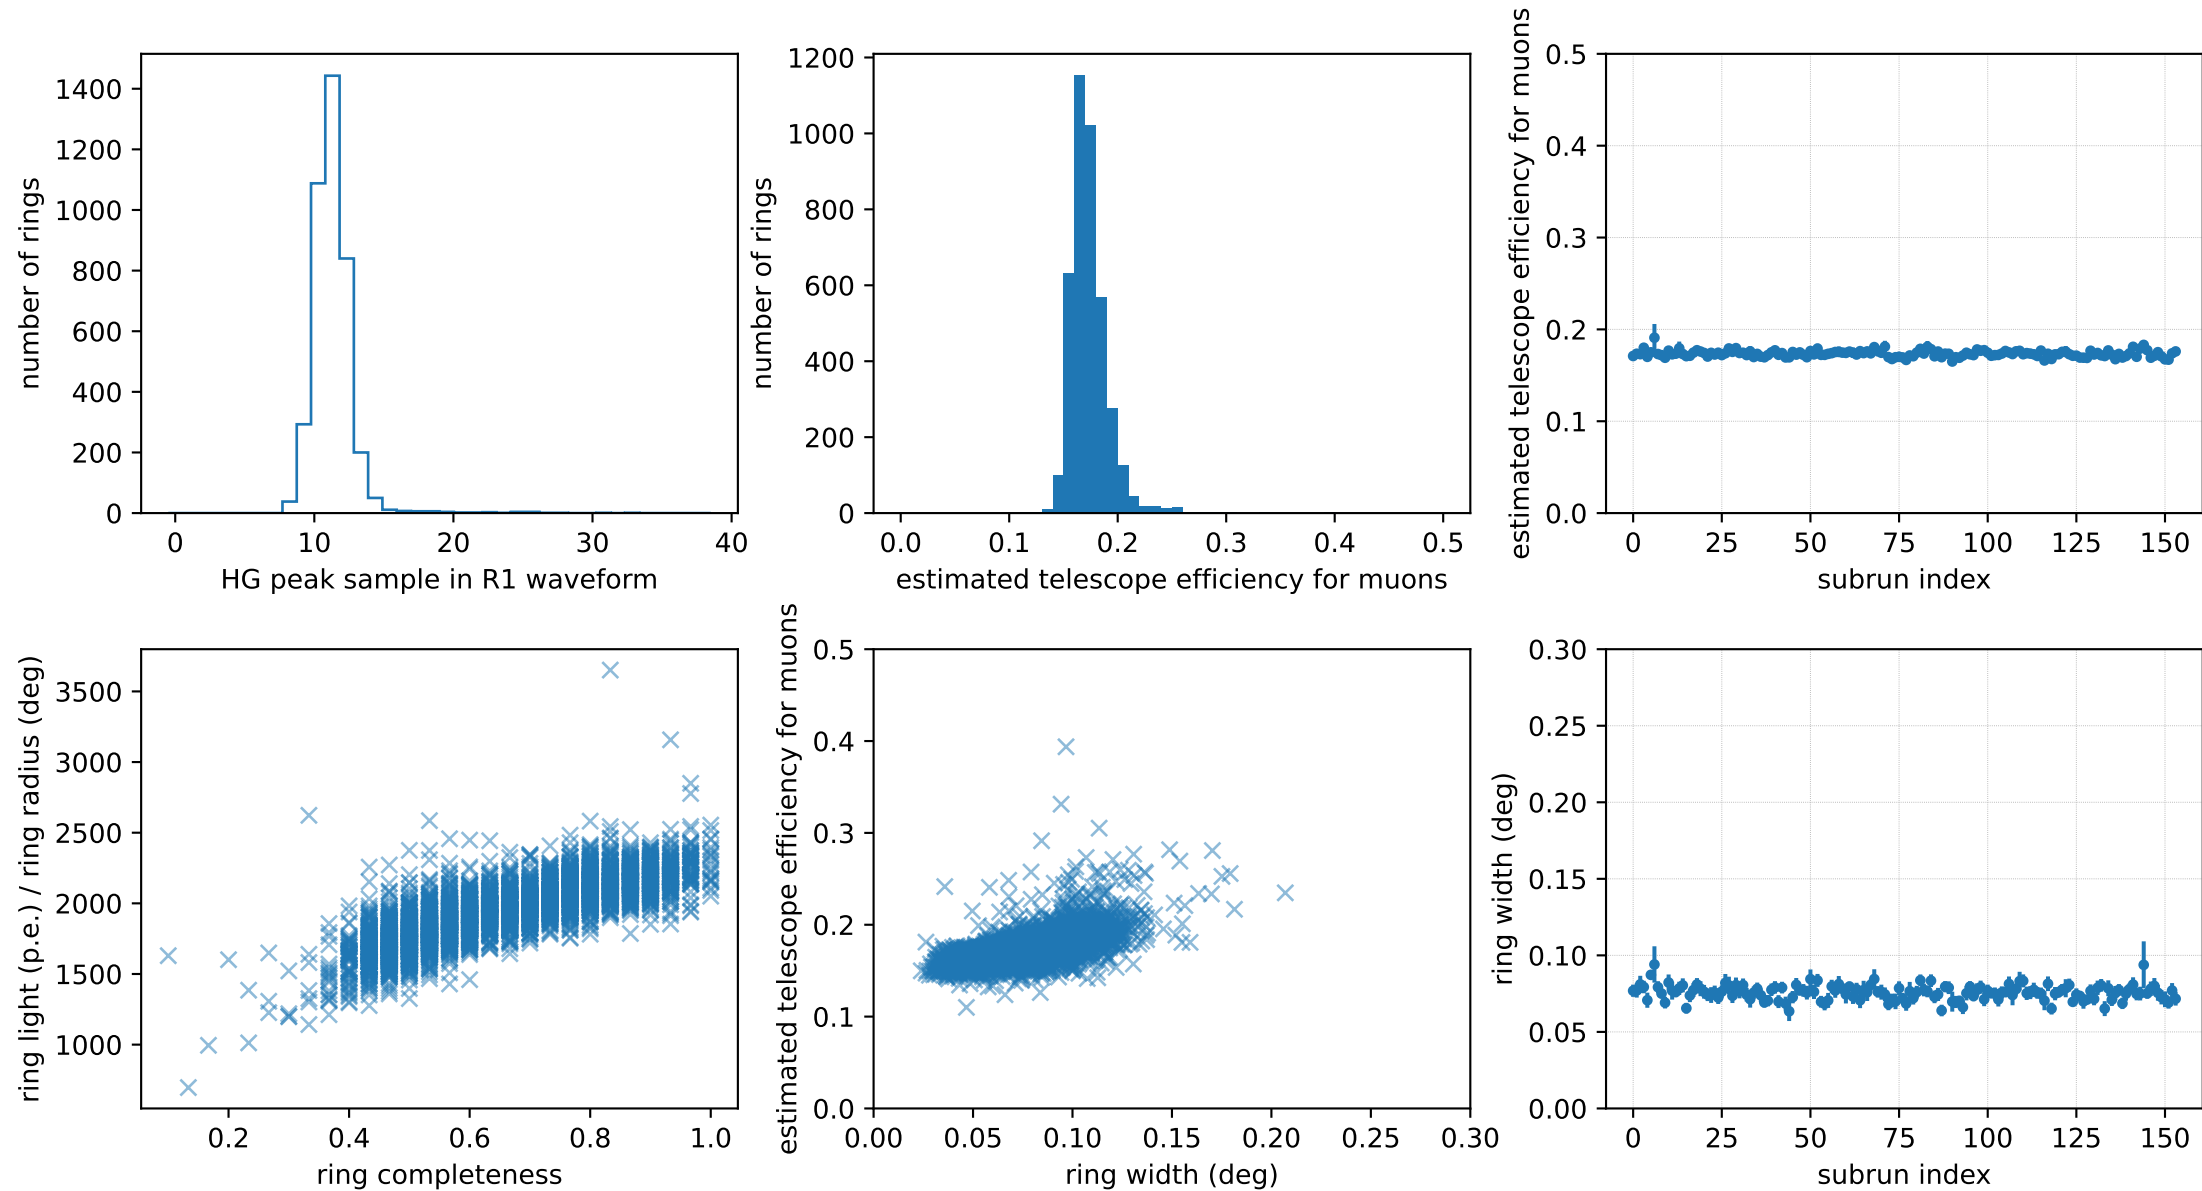 1400
1200
1000
800
600
400
200
0
number of rings
0 10 20 30 40
HG peak sample in R1 waveform
1200
1000
800
600
400
200
0
number of rings
0.0 0.1 0.2 0.3 0.4 0.5
estimated telescope efficiency for muons
0.5
0.4
0.3
0.2
0.1
0.0
estimated telescope efficiency for muons
0 25 50 75 100 125 150
subrun index
3500
3000
2500
2000
1500
1000
ring light (p.e.) / ring radius (deg)
0.2 0.4 0.6 0.8 1.0
ring completeness
0.5
0.4
0.3
0.2
0.1
0.0
estimated telescope efficiency for muons
0.00 0.05 0.10 0.15 0.20 0.25 0.30
ring width (deg)
0.30
0.25
0.20
0.15
0.10
0.05
0.00
ring width (deg)
0 25 50 75 100 125 150
subrun index